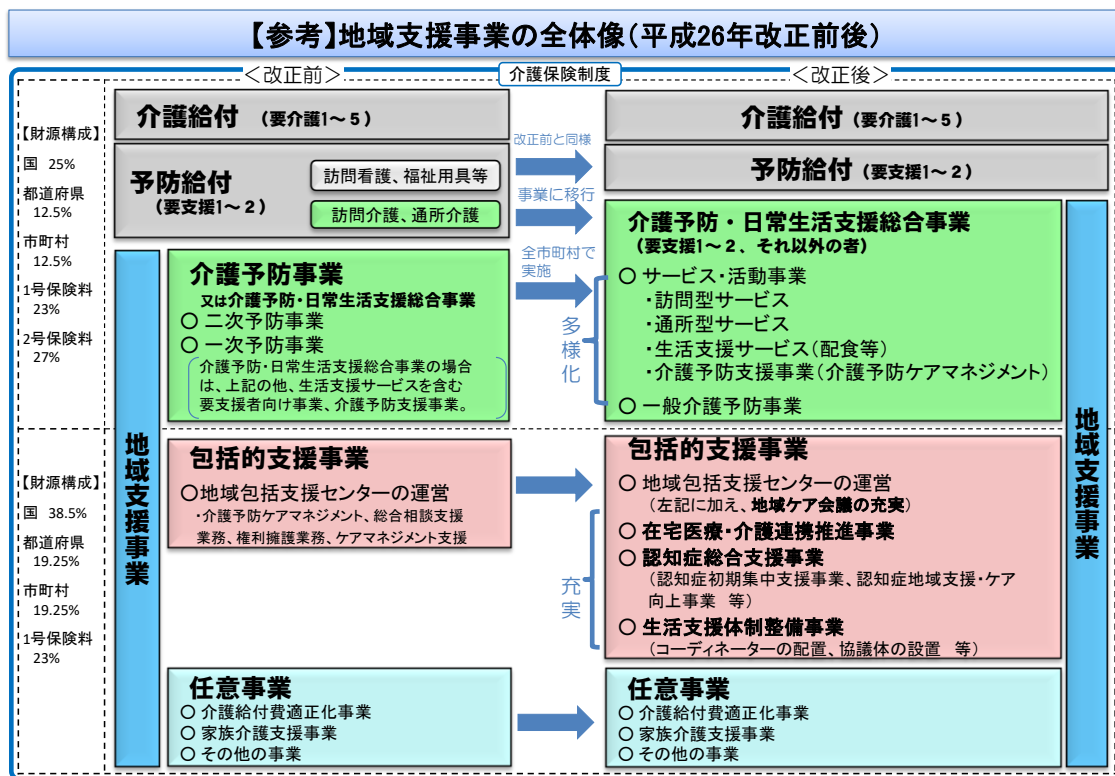 【参考】地域支援事業の全体像(平成26年改正前後)
<改正前>
介護保険制度
<改正後>
【財源構成】
国 25%
都道府県
12.5%
市町村
12.5%
1号保険料
23%
2号保険料
27%
介護給付 (要介護1~5)
予防給付
(要支援1~2)
訪問看護、福祉用具等
訪問介護、通所介護
改正前と同様
事業に移行
全市町村で
実施
多様化
介護給付 (要介護1~5)
予防給付 (要支援1~2)
介護予防事業
又は介護予防・日常生活支援総合事業
○ 二次予防事業
○ 一次予防事業
介護予防・日常生活支援総合事業の場合
は、上記の他、生活支援サービスを含む
要支援者向け事業、介護予防支援事業。
介護予防・日常生活支援総合事業
(要支援1~2、それ以外の者)
○ サービス・活動事業
・訪問型サービス
・通所型サービス
・生活支援サービス(配食等)
・介護予防支援事業(介護予防ケアマネジメント)
○ 一般介護予防事業
地域支援事業
地域支援事業
【財源構成】
国 38.5%
都道府県
19.25%
市町村
19.25%
1号保険料
23%
包括的支援事業
○地域包括支援センターの運営
・介護予防ケアマネジメント、総合相談支援
業務、権利擁護業務、ケアマネジメント支援
充実
包括的支援事業
○ 地域包括支援センターの運営
(左記に加え、地域ケア会議の充実)
○ 在宅医療・介護連携推進事業
○ 認知症総合支援事業
(認知症初期集中支援事業、認知症地域支援・ケア
向上事業 等)
○ 生活支援体制整備事業
(コーディネーターの配置、協議体の設置 等)
任意事業
○ 介護給付費適正化事業
○ 家族介護支援事業
○ その他の事業
任意事業
○ 介護給付費適正化事業
○ 家族介護支援事業
○ その他の事業